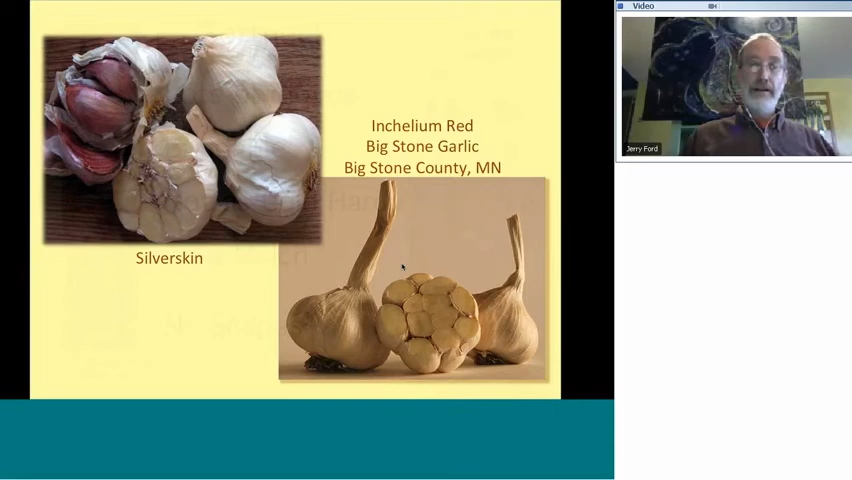 Video
Inchelium Red
Big Stone Garlic
Big Stone County, MN
Silverskin
Jerry Ford